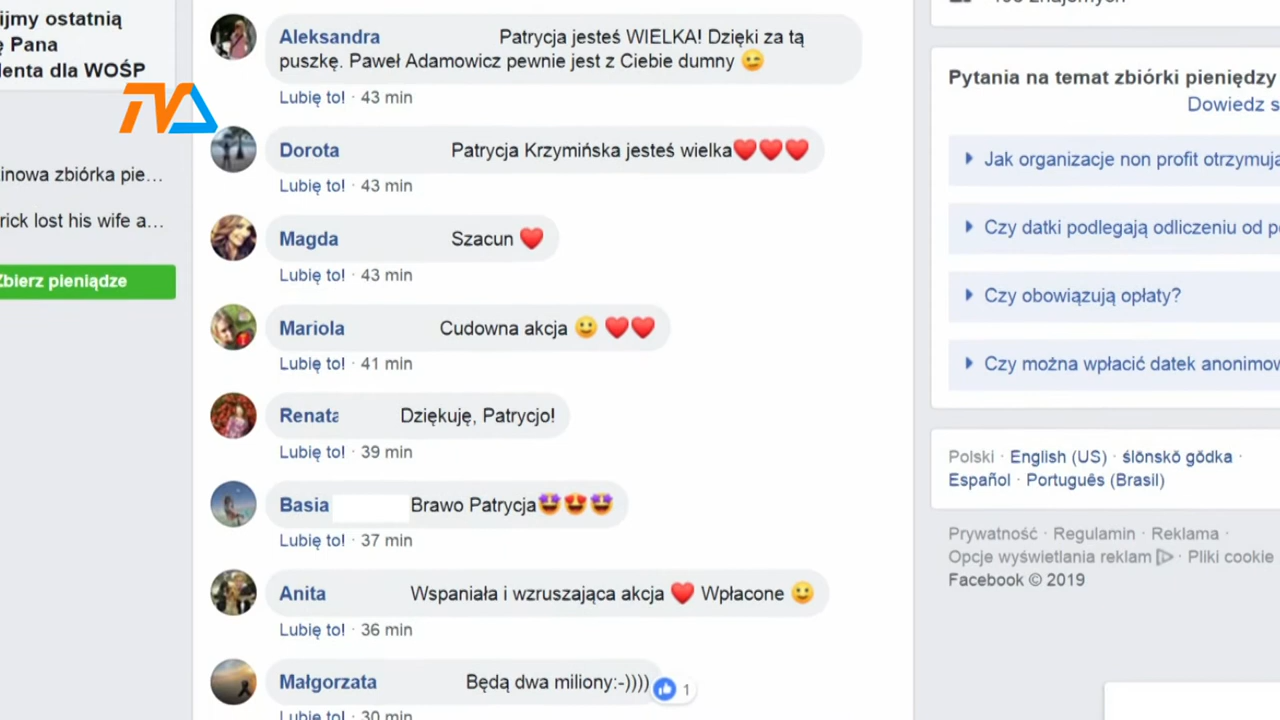 ijmy ostatnią
ę Pana
denta dla WOŚP
TVA
inowa zbiórka pie...
rick lost his wife a...
Zbierz pieniądze
Aleksandra Patrycja jesteś WIELKA! Dzięki za tą
puszkę. Paweł Adamowicz pewnie jest z Ciebie dumny 😉
Lubię to! · 43 min
Dorota Patrycja Krzymińska jesteś wielka❤️❤️❤️
Lubię to! · 43 min
Magda Szacun ❤️
Lubię to! · 43 min
Mariola Cudowna akcja 🙂 ❤️❤️
Lubię to! · 41 min
Renata Dziękuję, Patrycjo!
Lubię to! · 39 min
Basia Brawo Patrycja🤩😍🤩
Lubię to! · 37 min
Anita Wspaniała i wzruszająca akcja ❤️ Wpłacone 🙂
Lubię to! · 36 min
Małgorzata Będą dwa miliony:-))))
1
Lubię to! · 30 min
znajomych
Pytania na temat zbiórki pieniędzy
Dowiedz s
Jak organizacje non profit otrzymują
Czy datki podlegają odliczeniu od po
Czy obowiązują opłaty?
Czy można wpłacić datek anonimow
Polski · English (US) · ślōnskŏ gŏdka ·
Español · Português (Brasil)
Prywatność · Regulamin · Reklama ·
Opcje wyświetlania reklam · Pliki cookie
Facebook © 2019